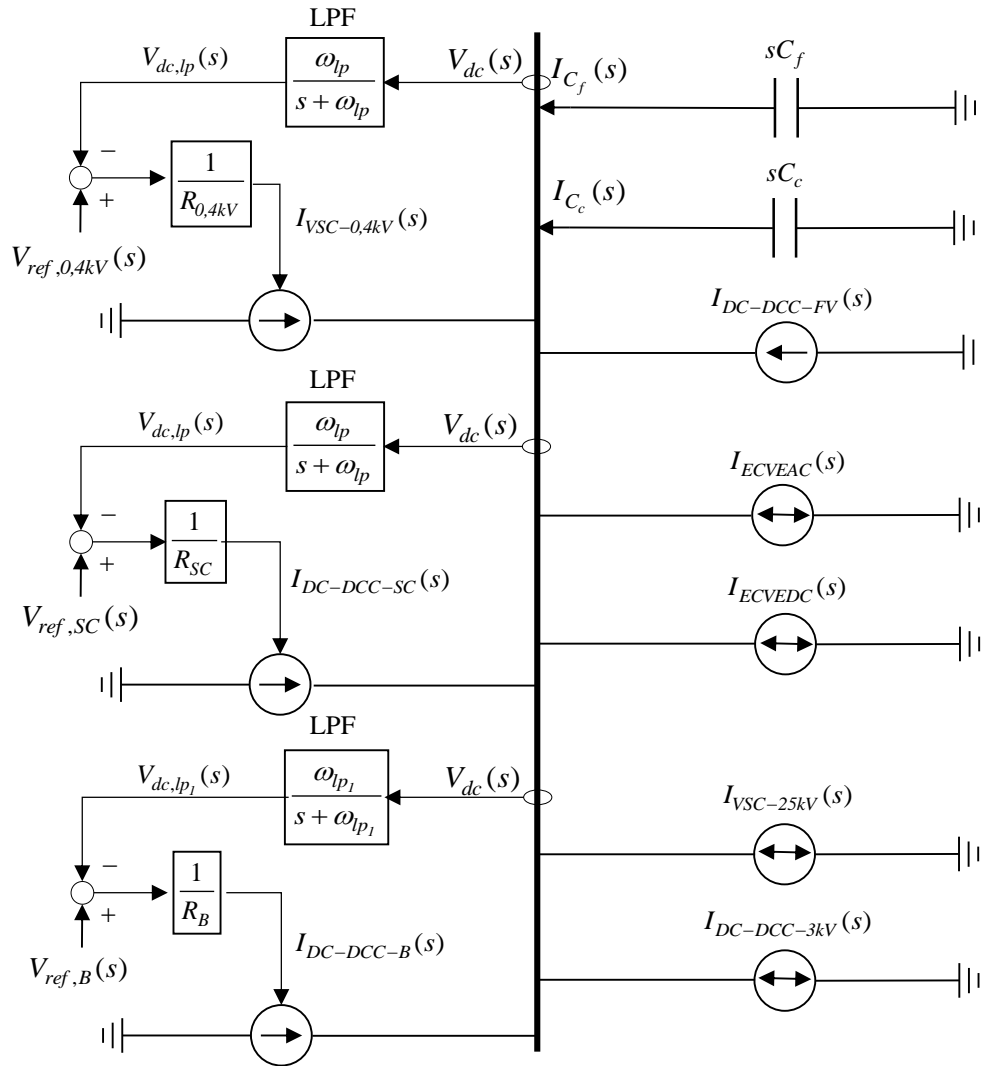 LPF
V_{dc,lp}(s)
ω_{lp}
s + ω_{lp}
V_{dc}(s)
−
+
1
R_{0,4kV}
I_{VSC−0,4kV}(s)
V_{ref,0,4kV}(s)
I_{C_f}(s)
sC_f
I_{C_c}(s)
sC_c
I_{DC−DCC−FV}(s)
LPF
V_{dc,lp}(s)
ω_{lp}
s + ω_{lp}
V_{dc}(s)
−
+
1
R_{SC}
I_{DC−DCC−SC}(s)
V_{ref,SC}(s)
I_{ECVEAC}(s)
I_{ECVEDC}(s)
LPF
V_{dc,lp_1}(s)
ω_{lp_1}
s + ω_{lp_1}
V_{dc}(s)
−
+
1
R_B
I_{DC−DCC−B}(s)
V_{ref,B}(s)
I_{VSC−25kV}(s)
I_{DC−DCC−3kV}(s)